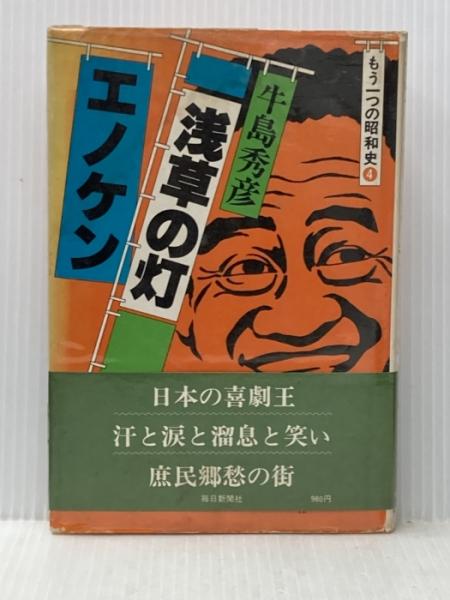 もう一つの昭和史4
牛島秀彦
浅草の灯
エノケン
日本の喜劇王
汗と涙と溜息と笑い
庶民郷愁の街
毎日新聞社
980円